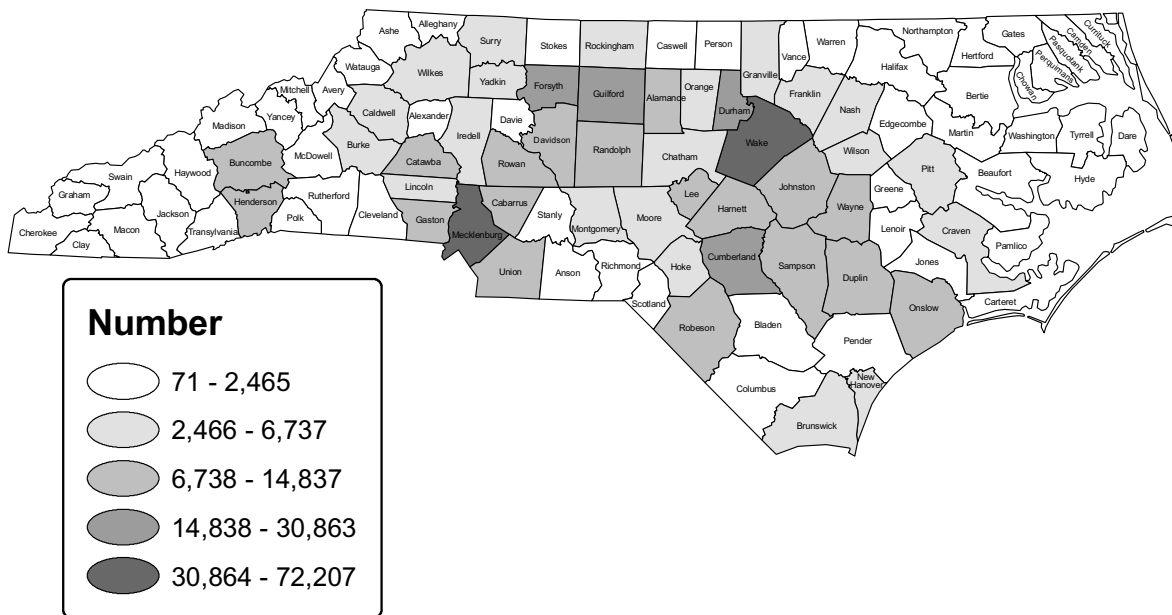 Ashe
Alleghany
Surry
Stokes
Rockingham
Caswell
Person
Granville
Vance
Warren
Northampton
Gates
Camden
Currituck
Pasquotank
Perquimans
Chowan
Hertford
Halifax
Bertie
Watauga
Wilkes
Yadkin
Forsyth
Guilford
Alamance
Orange
Durham
Franklin
Nash
Edgecombe
Martin
Washington
Tyrrell
Dare
Mitchell
Avery
Yancey
Madison
Caldwell
Alexander
Iredell
Davie
Davidson
Randolph
Chatham
Wake
Wilson
Pitt
Beaufort
Hyde
Buncombe
McDowell
Burke
Catawba
Rowan
Johnston
Greene
Haywood
Swain
Graham
Cherokee
Clay
Macon
Jackson
Transylvania
Henderson
Polk
Rutherford
Cleveland
Lincoln
Gaston
Mecklenburg
Cabarrus
Stanly
Montgomery
Moore
Lee
Harnett
Wayne
Lenoir
Craven
Pamlico
Jones
Carteret
Union
Anson
Richmond
Scotland
Hoke
Cumberland
Sampson
Duplin
Onslow
Robeson
Bladen
Pender
Columbus
Brunswick
New
Hanover
Number
71 - 2,465
2,466 - 6,737
6,738 - 14,837
14,838 - 30,863
30,864 - 72,207